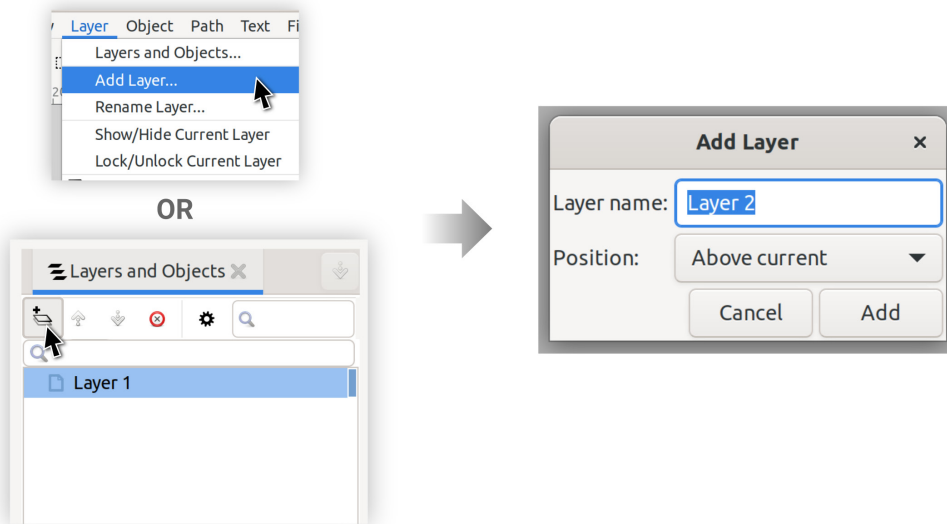 Layer Object Path Text Fi
Layers and Objects...
Add Layer...
Rename Layer...
Show/Hide Current Layer
Lock/Unlock Current Layer
OR
Layers and Objects
Layer 1
Add Layer
Layer name: Layer 2
Position: Above current
Cancel Add